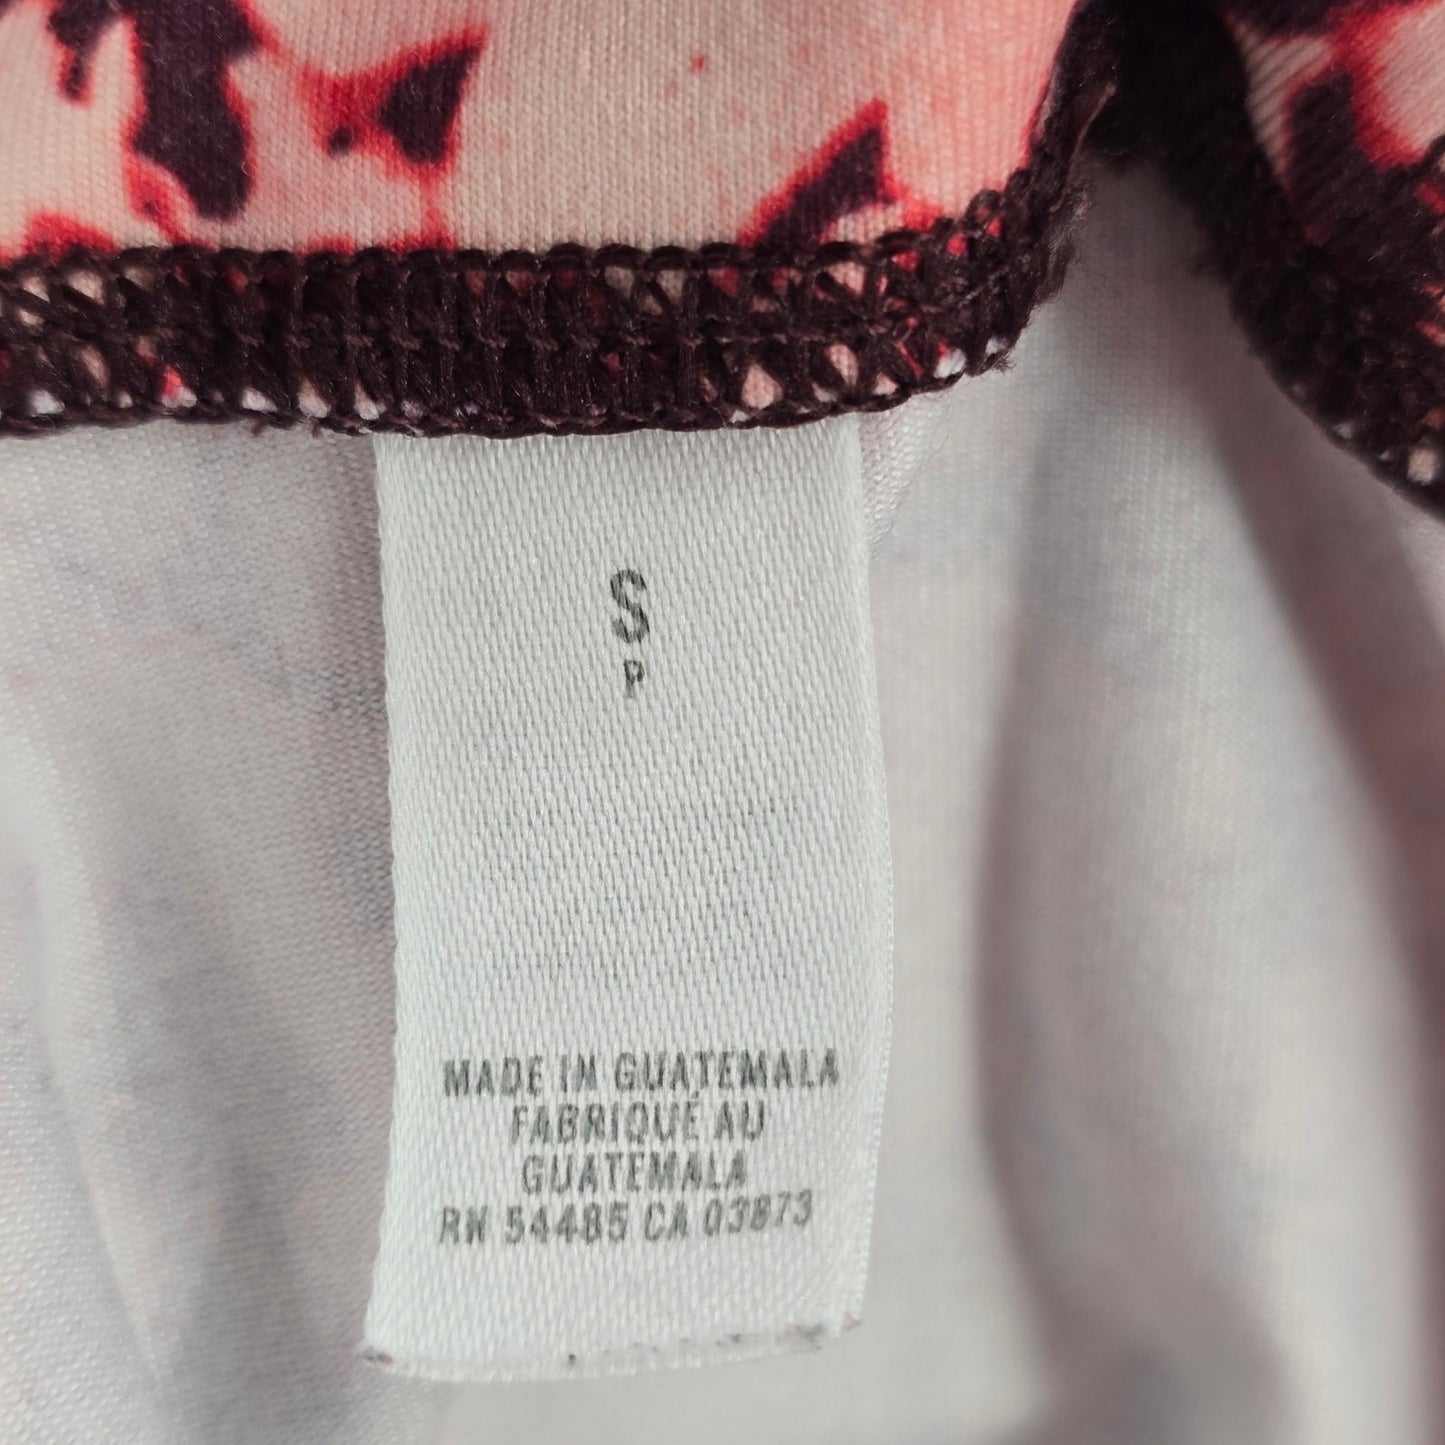 S
P
MADE IN GUATEMALA
FABRIQUÉ AU
GUATEMALA
RN 54485 CA 03873